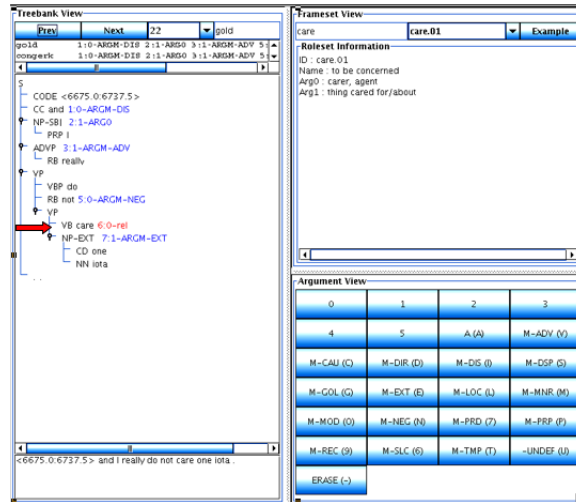 Treebank View
Prev Next 22 gold
gold 1:0-ARGM-DIS 2:1-ARG0 3:1-ARGM-ADV 5:
congerk 0:0-ARGM-DIS 2:1-ARG0 3:1-ARGM-ADV 5:
S
CODE <6675.0:6737.5>
CC and 1:0-ARGM-DIS
NP-SBJ 2:1-ARG0
PRP I
ADVP 3:1-ARGM-ADV
RB really
VP
VBP do
RB not 5:0-ARGM-NEG
VP
VB care 6:0-rel
NP-EXT 7:1-ARGM-EXT
CD one
NN iota
. .
<6675.0:6737.5> and I really do not care one iota .
Frameset View
care care.01 Example
Roleset Information
ID : care.01
Name : to be concerned
Arg0 : carer, agent
Arg1 : thing cared for/about
Argument View
0 1 2 3
4 5 A (A) M-ADV (V)
M-CAU (C) M-DIR (D) M-DIS (I) M-DSP (S)
M-GOL (G) M-EXT (E) M-LOC (L) M-MNR (M)
M-MOD (O) M-NEG (N) M-PRD (7) M-PRP (P)
M-REC (9) M-SLC (6) M-TMP (T) -UNDEF (U)
ERASE (-)